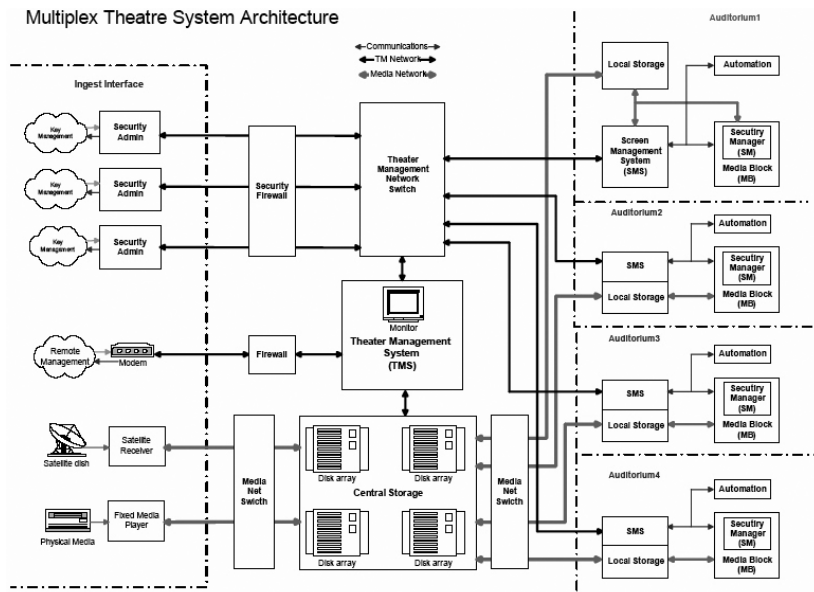 Multiplex Theatre System Architecture
Communications
TM Network
Media Network
Ingest Interface
Key
Management
Security
Admin
Key
Management
Security
Admin
Key
Management
Security
Admin
Security
Firewall
Theater
Management
Network
Switch
Remote
Management
Modem
Firewall
Monitor
Theater Management
System
(TMS)
Satellite dish
Satellite
Receiver
Physical Media
Fixed Media
Player
Media
Net
Swicth
Disk array
Disk array
Central Storage
Disk array
Disk array
Media
Net
Swicth
Auditorium1
Local Storage
Automation
Screen
Management
System
(SMS)
Secutiry
Manager
(SM)
Media Block
(MB)
Auditorium2
Automation
SMS
Local Storage
Secutiry
Manager
(SM)
Media Block
(MB)
Auditorium3
Automation
SMS
Local Storage
Secutiry
Manager
(SM)
Media Block
(MB)
Auditorium4
Automation
SMS
Local Storage
Secutiry
Manager
(SM)
Media Block
(MB)